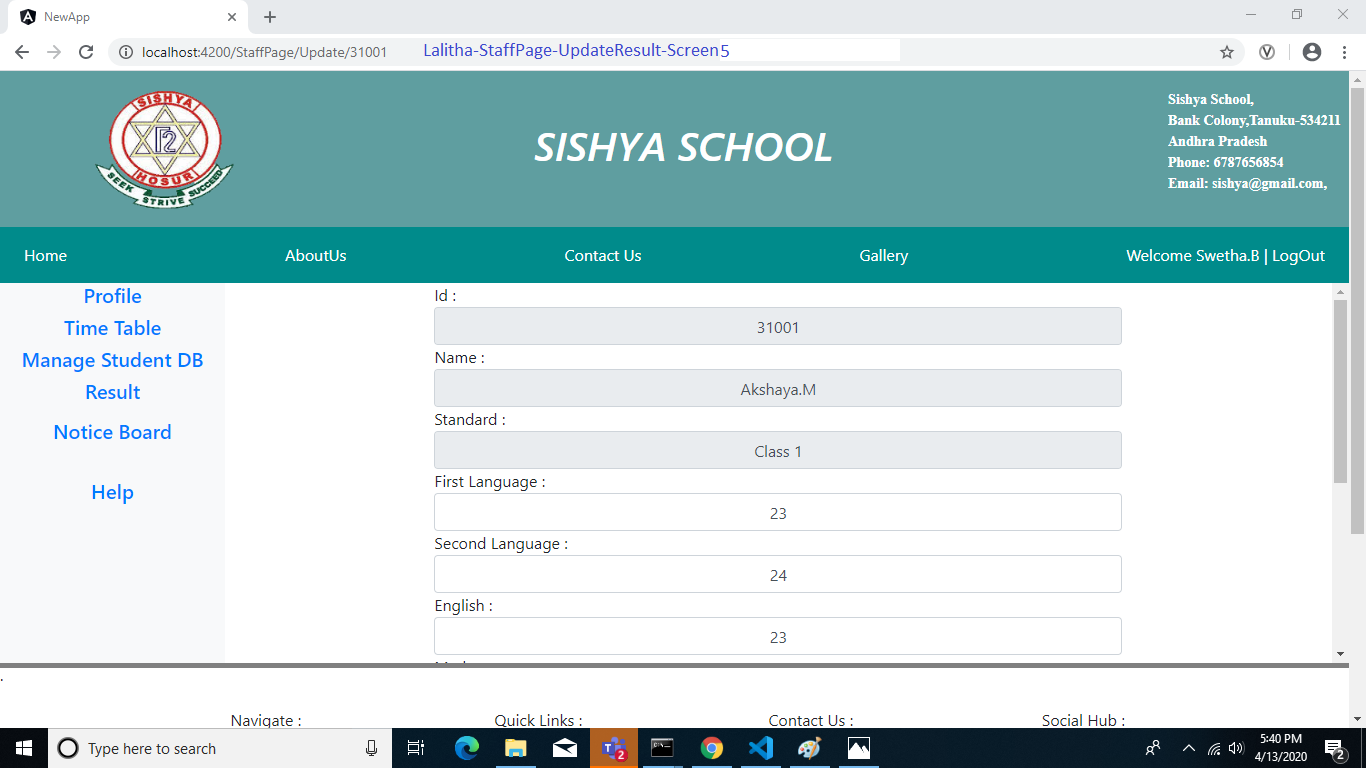 NewApp
localhost:4200/StaffPage/Update/31001
Lalitha-StaffPage-UpdateResult-Screen5
SISHYA
HOSUR
SEEK STRIVE SUCCEED
SISHYA SCHOOL
Sishya School,
Bank Colony,Tanuku-534211
Andhra Pradesh
Phone: 6787656854
Email: sishya@gmail.com,
Home
AboutUs
Contact Us
Gallery
Welcome Swetha.B | LogOut
Profile
Time Table
Manage Student DB
Result
Notice Board
Help
Id :
31001
Name :
Akshaya.M
Standard :
Class 1
First Language :
23
Second Language :
24
English :
23
.
Navigate :
Quick Links :
Contact Us :
Social Hub :
Type here to search
2
5:40 PM
4/13/2020
2